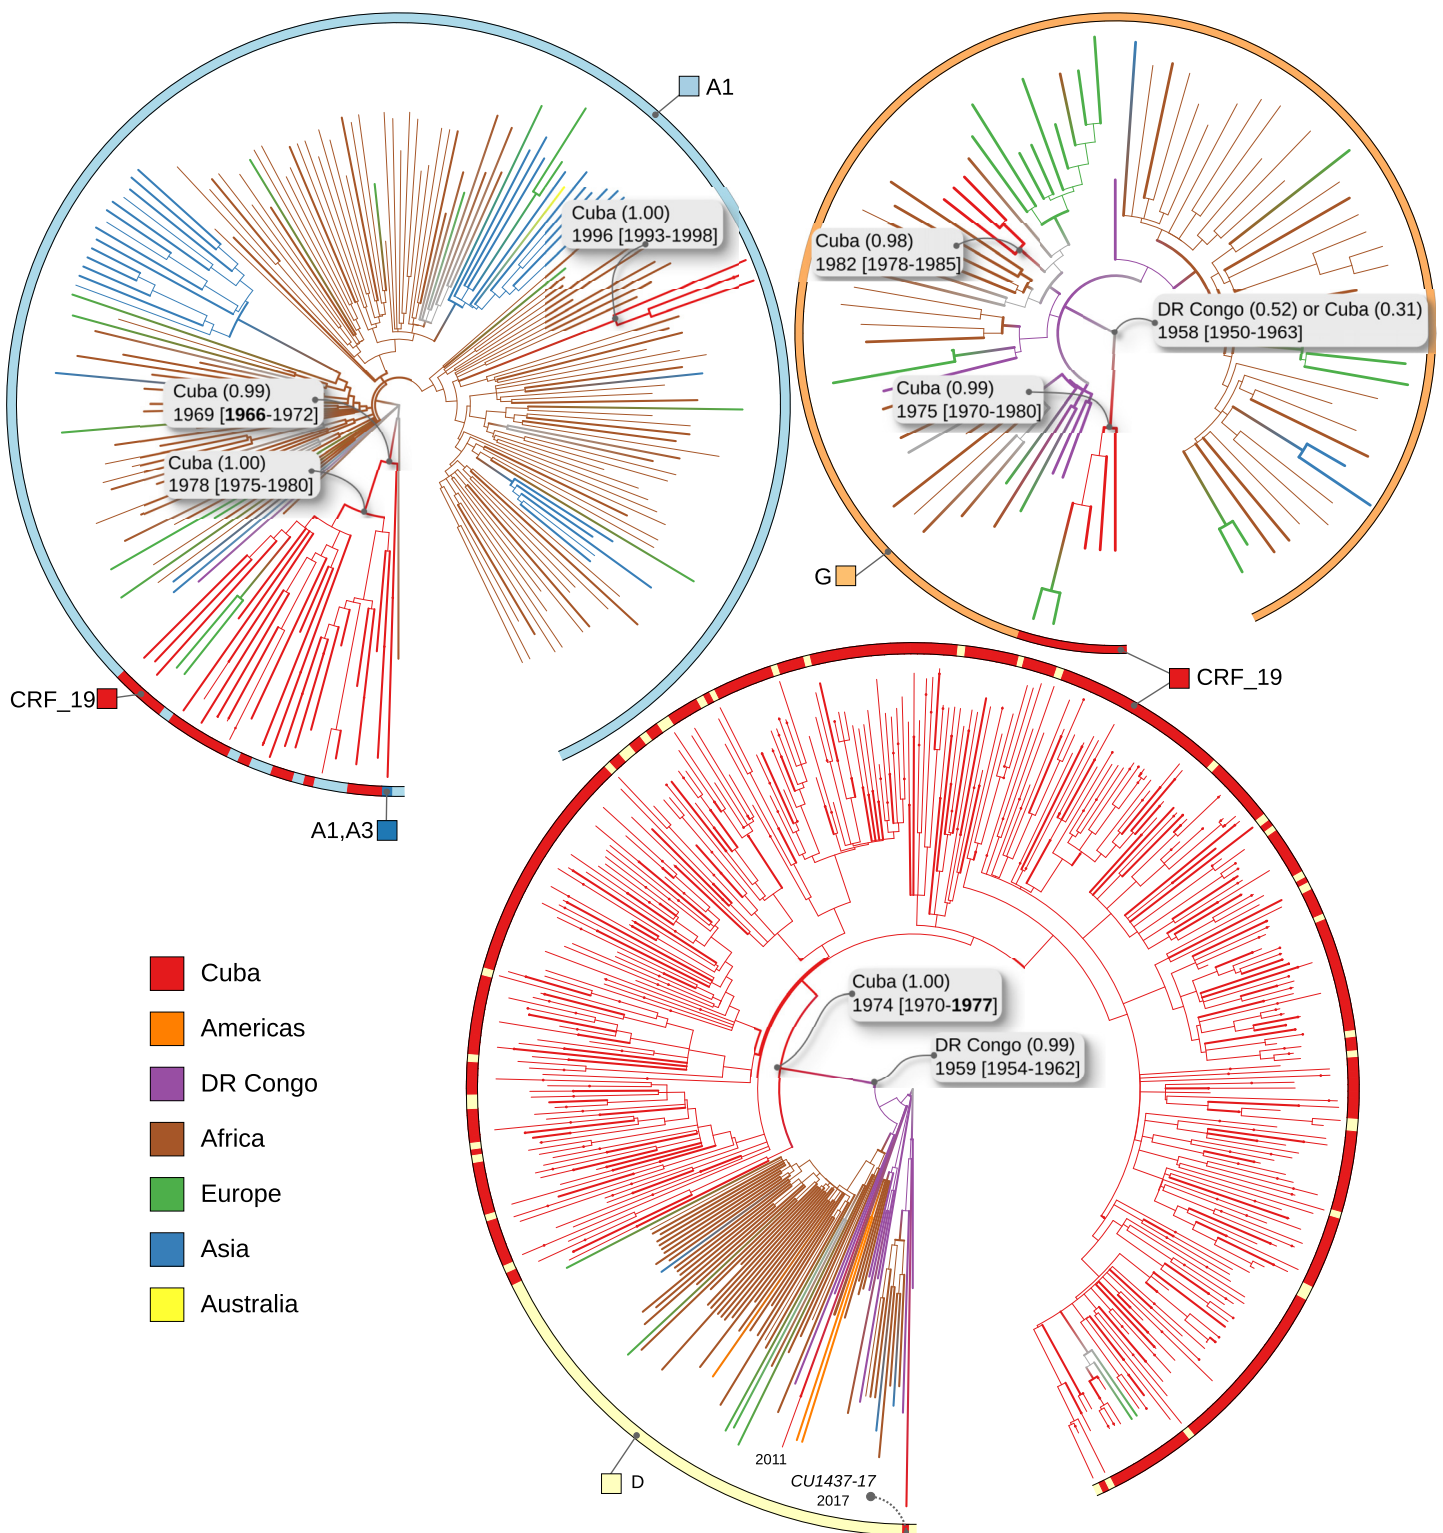 A1
Cuba (1.00)
1996 [1993-1998]
Cuba (0.98)
1982 [1978-1985]
DR Congo (0.52) or Cuba (0.31)
1958 [1950-1963]
Cuba (0.99)
1969 [1966-1972]
Cuba (0.99)
1975 [1970-1980]
Cuba (1.00)
1978 [1975-1980]
G
CRF_19
CRF_19
A1,A3
Cuba
Americas
DR Congo
Africa
Europe
Asia
Australia
Cuba (1.00)
1974 [1970-1977]
DR Congo (0.99)
1959 [1954-1962]
2011
D
CU1437-17
2017